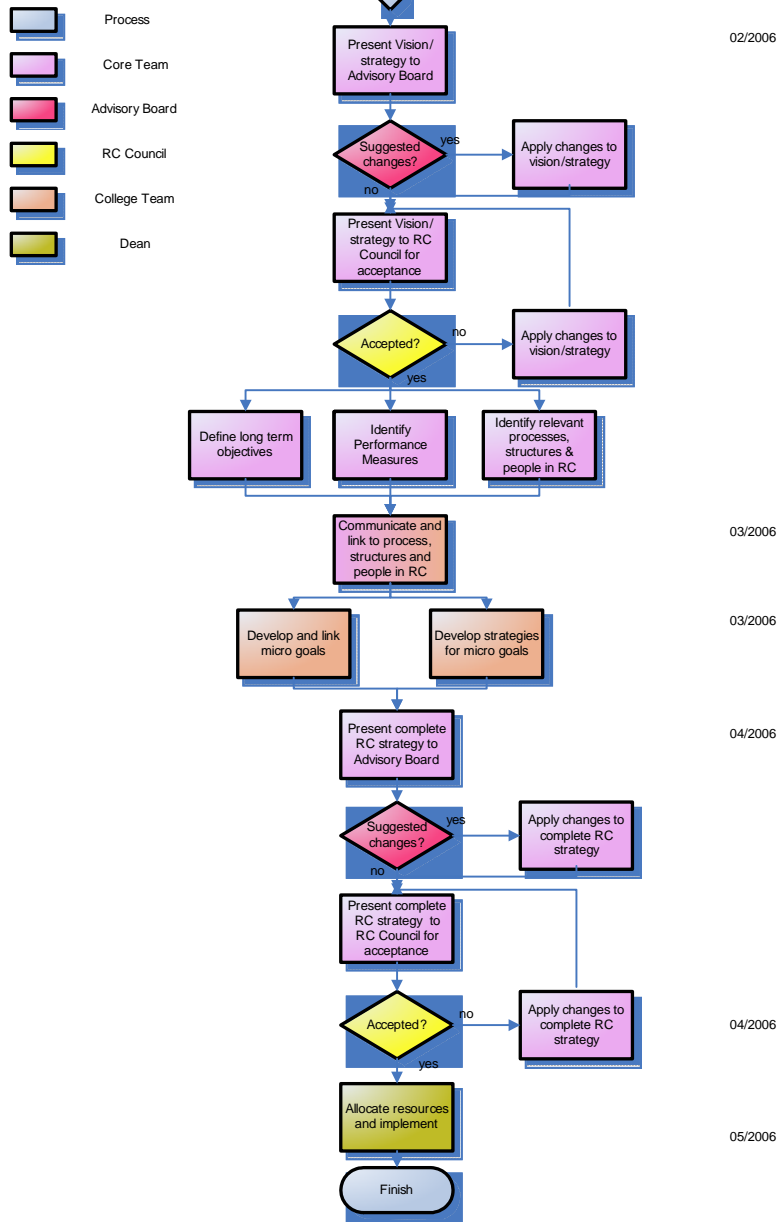 Process
Core Team
Advisory Board
RC Council
College Team
Dean
Present Vision/
strategy to
Advisory Board
02/2006
Suggested
changes?
yes
no
Apply changes to
vision/strategy
Present Vision/
strategy to RC
Council for
acceptance
Accepted?
no
yes
Apply changes to
vision/strategy
Define long term
objectives
Identify
Performance
Measures
Identify relevant
processes,
structures &
people in RC
Communicate and
link to process,
structures and
people in RC
03/2006
Develop and link
micro goals
Develop strategies
for micro goals
03/2006
Present complete
RC strategy to
Advisory Board
04/2006
Suggested
changes?
yes
no
Apply changes to
complete RC
strategy
Present complete
RC strategy to
RC Council for
acceptance
Accepted?
no
yes
Apply changes to
complete RC
strategy
04/2006
Allocate resources
and implement
05/2006
Finish